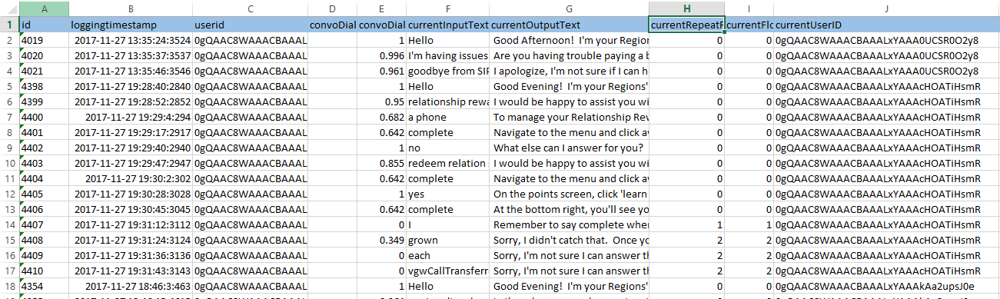 A B C D E F G H I J
1 id loggingtimestamp userid convoDial convoDial currentInputText currentOutputText currentRepeatF currentFlo currentUserID
2 4019 2017-11-27 13:35:24:3524 0gQAAC8WAAACBAAAL 1 Hello Good Afternoon! I'm your Region 0 0 0gQAAC8WAAACBAAALxYAAA0UCSR0O2y8
3 4020 2017-11-27 13:35:37:3537 0gQAAC8WAAACBAAAL 0.996 I'm having issues Are you having trouble paying a b 0 0 0gQAAC8WAAACBAAALxYAAA0UCSR0O2y8
4 4021 2017-11-27 13:35:46:3546 0gQAAC8WAAACBAAAL 0.961 goodbye from SIP I apologize, I'm not sure if I can h 0 0 0gQAAC8WAAACBAAALxYAAA0UCSR0O2y8
5 4398 2017-11-27 19:28:40:2840 0gQAAC8WAAACBAAAL 1 Hello Good Evening! I'm your Regions' 0 0 0gQAAC8WAAACBAAALxYAAAcHOATiHsmR
6 4399 2017-11-27 19:28:52:2852 0gQAAC8WAAACBAAAL 0.95 relationship rewa I would be happy to assist you wi 0 0 0gQAAC8WAAACBAAALxYAAAcHOATiHsmR
7 4400 2017-11-27 19:29:4:294 0gQAAC8WAAACBAAAL 0.682 a phone To manage your Relationship Rev 0 0 0gQAAC8WAAACBAAALxYAAAcHOATiHsmR
8 4401 2017-11-27 19:29:17:2917 0gQAAC8WAAACBAAAL 0.642 complete Navigate to the menu and click av 0 0 0gQAAC8WAAACBAAALxYAAAcHOATiHsmR
9 4402 2017-11-27 19:29:40:2940 0gQAAC8WAAACBAAAL 1 no What else can I answer for you? 0 0 0gQAAC8WAAACBAAALxYAAAcHOATiHsmR
10 4403 2017-11-27 19:29:47:2947 0gQAAC8WAAACBAAAL 0.855 redeem relation I would be happy to assist you wi 0 0 0gQAAC8WAAACBAAALxYAAAcHOATiHsmR
11 4404 2017-11-27 19:30:2:302 0gQAAC8WAAACBAAAL 0.642 complete Navigate to the menu and click av 0 0 0gQAAC8WAAACBAAALxYAAAcHOATiHsmR
12 4405 2017-11-27 19:30:28:3028 0gQAAC8WAAACBAAAL 1 yes On the points screen, click 'learn 0 0 0gQAAC8WAAACBAAALxYAAAcHOATiHsmR
13 4406 2017-11-27 19:30:45:3045 0gQAAC8WAAACBAAAL 0.642 complete At the bottom right, you'll see yo 0 0 0gQAAC8WAAACBAAALxYAAAcHOATiHsmR
14 4407 2017-11-27 19:31:12:3112 0gQAAC8WAAACBAAAL 0 I Remember to say complete wher 1 1 0gQAAC8WAAACBAAALxYAAAcHOATiHsmR
15 4408 2017-11-27 19:31:24:3124 0gQAAC8WAAACBAAAL 0.349 grown Sorry, I didn't catch that. Once yo 2 2 0gQAAC8WAAACBAAALxYAAAcHOATiHsmR
16 4409 2017-11-27 19:31:36:3136 0gQAAC8WAAACBAAAL 0 each Sorry, I'm not sure I can answer th 2 2 0gQAAC8WAAACBAAALxYAAAcHOATiHsmR
17 4410 2017-11-27 19:31:43:3143 0gQAAC8WAAACBAAAL 0 vgwCallTransferr Sorry, I'm not sure I can answer th 2 2 0gQAAC8WAAACBAAALxYAAAcHOATiHsmR
18 4354 2017-11-27 18:46:3:463 0gQAAC8WAAACBAAAL 1 Hello Good Evening! I'm your Regions' 0 0 0gQAAC8WAAACBAAALxYAAAkAa2upsJ0e